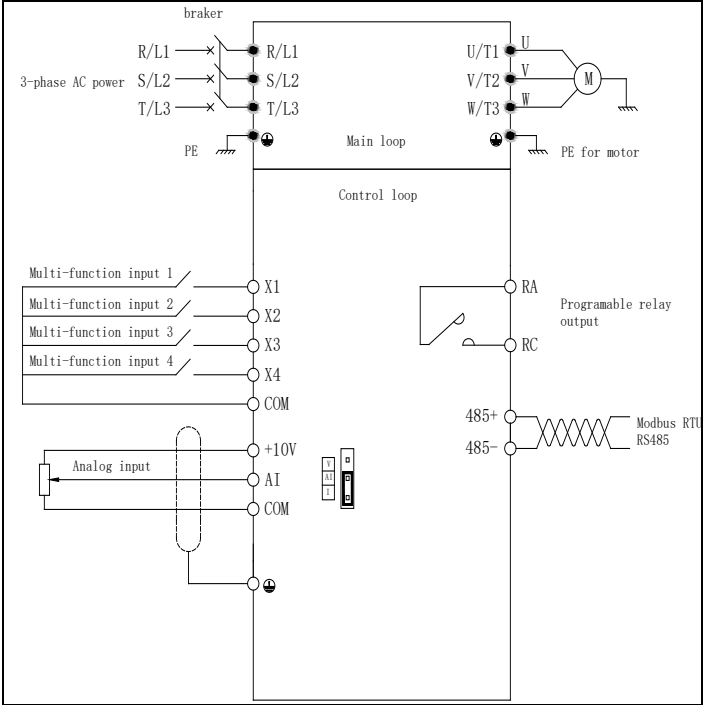 braker
R/L1
R/L1
U/T1
U
3-phase AC power
S/L2
S/L2
V/T2
V
M
T/L3
T/L3
W/T3
W
PE
Main loop
PE for motor
Control loop
Multi-function input 1
X1
RA
Multi-function input 2
X2
Programable relay
output
Multi-function input 3
X3
RC
Multi-function input 4
X4
COM
485+
Modbus RTU
RS485
485-
+10V
Analog input
V
AI
I
AI
COM